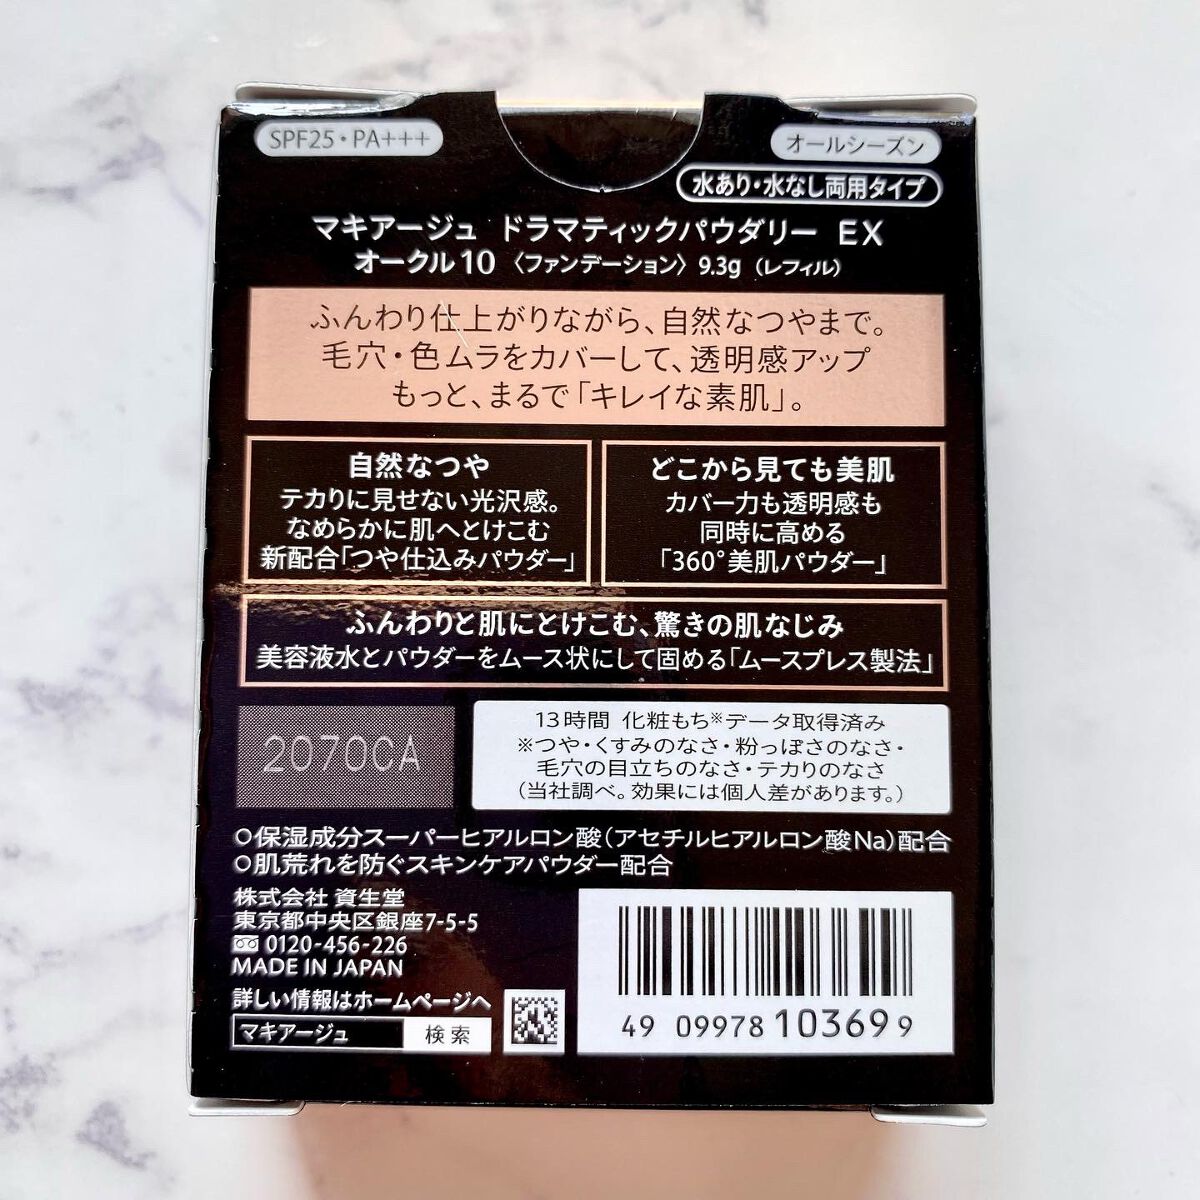 SPF25・PA+++
オールシーズン
水あり・水なし両用タイプ
マキアージュ ドラマティックパウダリー EX
オークル10 〈ファンデーション〉 9.3g (レフィル)
ふんわり仕上がりながら、自然なつやまで。
毛穴・色ムラをカバーして、透明感アップ
もっと、まるで「キレイな素肌」。
自然なつや
テカりに見せない光沢感。
なめらかに肌へとけこむ
新配合「つや仕込みパウダー」
どこから見ても美肌
カバー力も透明感も
同時に高める
「360°美肌パウダー」
ふんわりと肌にとけこむ、驚きの肌なじみ
美容液水とパウダーをムース状にして固める「ムースプレス製法」
2070CA
13時間 化粧もち※データ取得済み
※つや・くすみのなさ・粉っぽさのなさ・
毛穴の目立ちのなさ・テカりのなさ
(当社調べ。効果には個人差があります。)
○保湿成分スーパーヒアルロン酸(アセチルヒアルロン酸Na)配合
○肌荒れを防ぐスキンケアパウダー配合
株式会社 資生堂
東京都中央区銀座7-5-5
0120-456-226
MADE IN JAPAN
詳しい情報はホームページへ
マキアージュ 検索
49 09978 103699